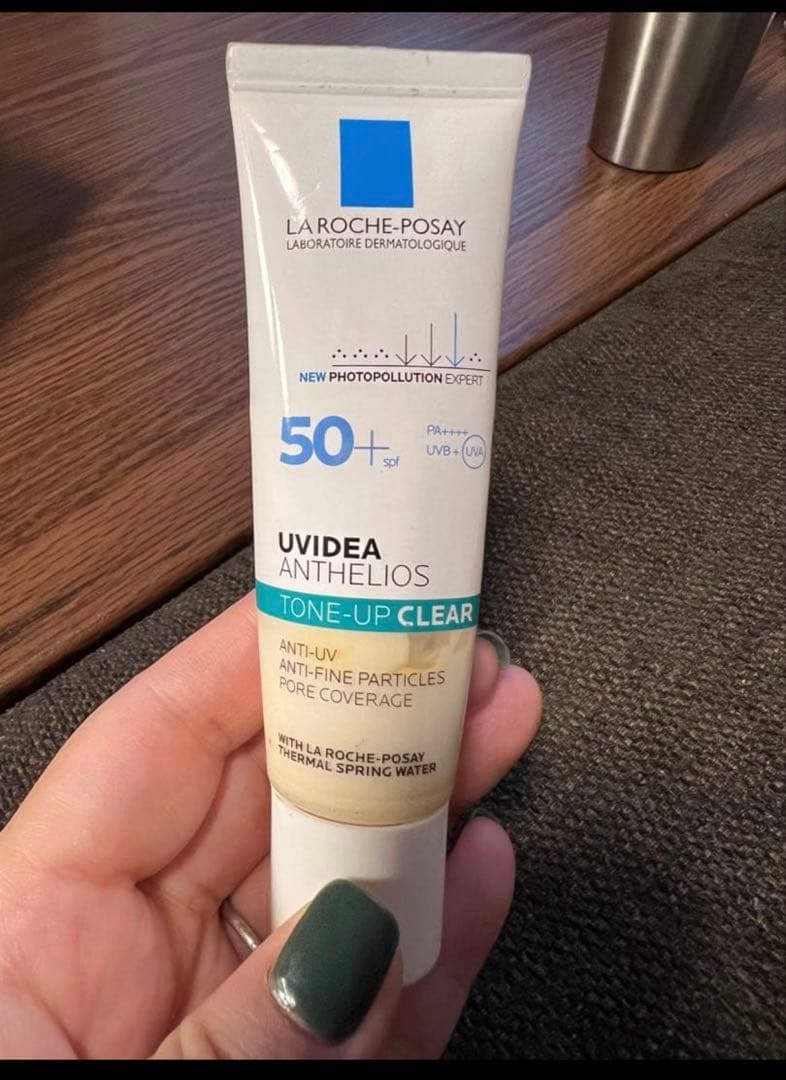 LA ROCHE-POSAY
LABORATOIRE DERMATOLOGIQUE
NEW PHOTOPOLLUTION EXPERT
50+ spf
PA++++
UVB + UVA
UVIDEA
ANTHELIOS
TONE-UP CLEAR
ANTI-UV
ANTI-FINE PARTICLES
PORE COVERAGE
WITH LA ROCHE-POSAY
THERMAL SPRING WATER